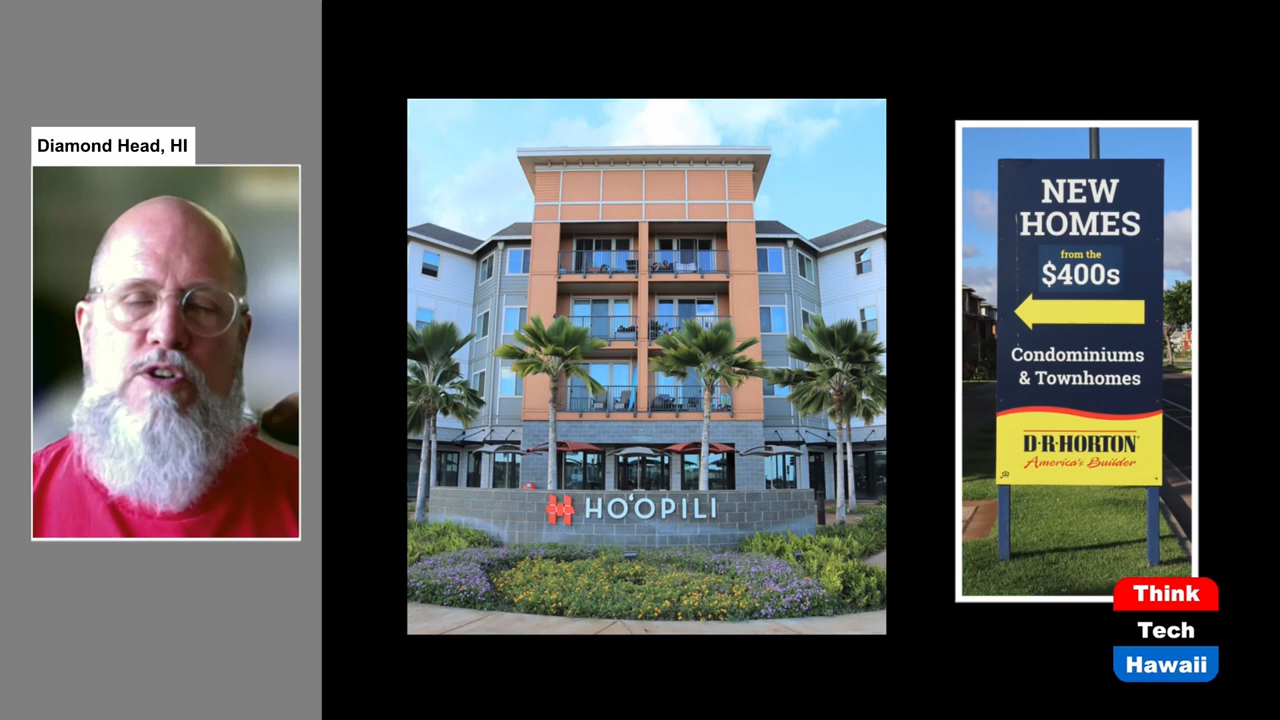 Diamond Head, HI
HO'OPILI
NEW
HOMES
from the
$400s
Condominiums
& Townhomes
D·R·HORTON
America's Builder
Think
Tech
Hawaii